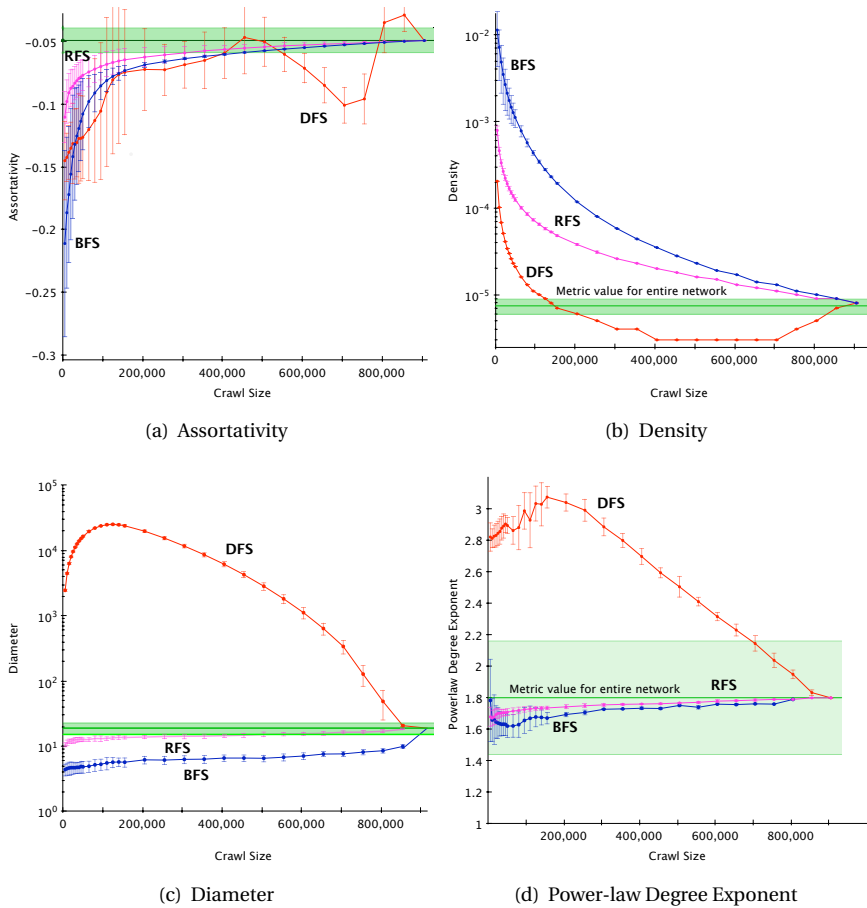 −0.05
−0.1
−0.15
−0.2
−0.25
−0.3
Assortativity
RFS
BFS
DFS
0
200,000
400,000
600,000
800,000
Crawl Size
(a) Assortativity
10^-2
10^-3
10^-4
10^-5
Density
BFS
RFS
DFS
Metric value for entire network
0
200,000
400,000
600,000
800,000
Crawl Size
(b) Density
10^5
10^4
10^3
10^2
10^1
10^0
Diameter
DFS
RFS
BFS
0
200,000
400,000
600,000
800,000
Crawl Size
(c) Diameter
3
2.8
2.6
2.4
2.2
2
1.8
1.6
1.4
1.2
1
Powerlaw Degree Exponent
DFS
Metric value for entire network
RFS
BFS
200,000
400,000
600,000
800,000
Crawl Size
(d) Power-law Degree Exponent